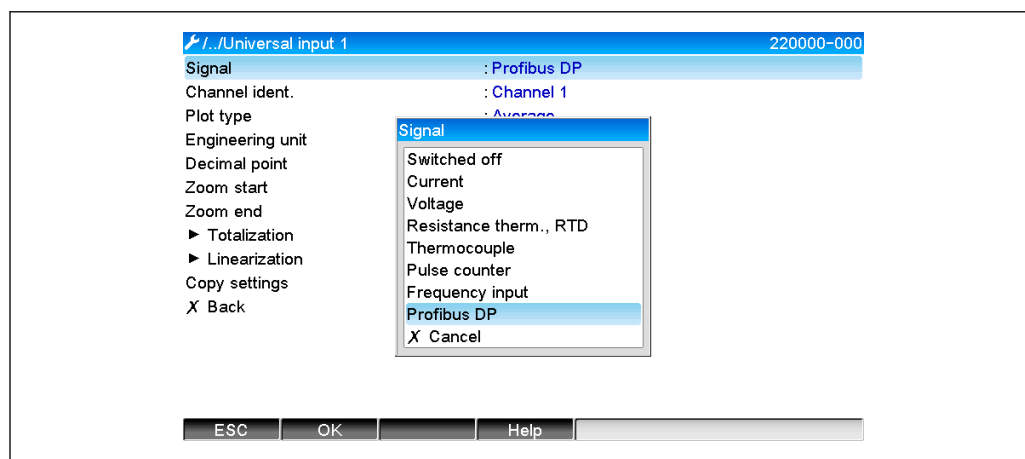 /../Universal input 1 220000-000
Signal : Profibus DP
Channel ident. : Channel 1
Plot type : Average
Engineering unit
Decimal point
Zoom start
Zoom end
► Totalization
► Linearization
Copy settings
X Back
Signal
Switched off
Current
Voltage
Resistance therm., RTD
Thermocouple
Pulse counter
Frequency input
Profibus DP
X Cancel
ESC OK Help